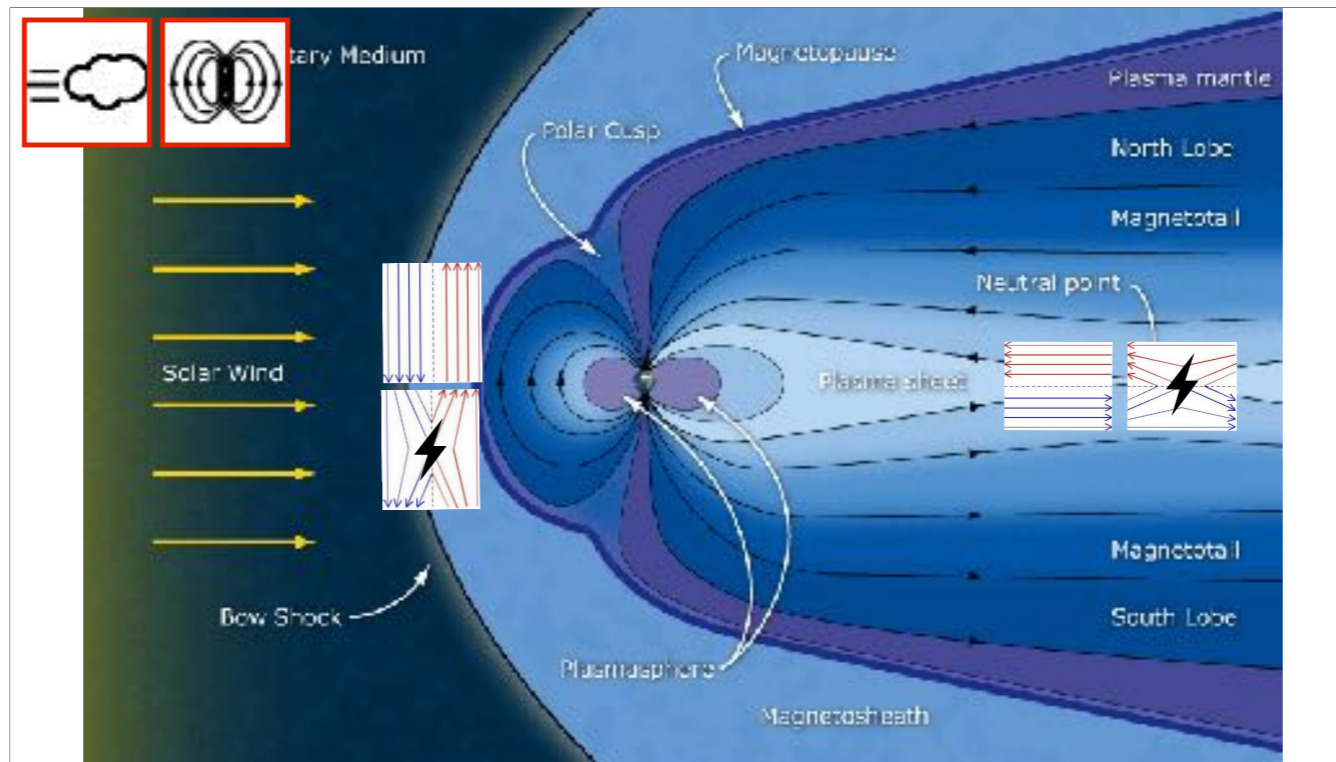 tary Medium
Magnetopause
Plasma mantle
Polar Cusp
North Lobe
Magnetotail
Neutral point
Solar Wind
Plasma sheet
Magnetotail
Bow Shock
South Lobe
Plasmasphere
Magnetosheath